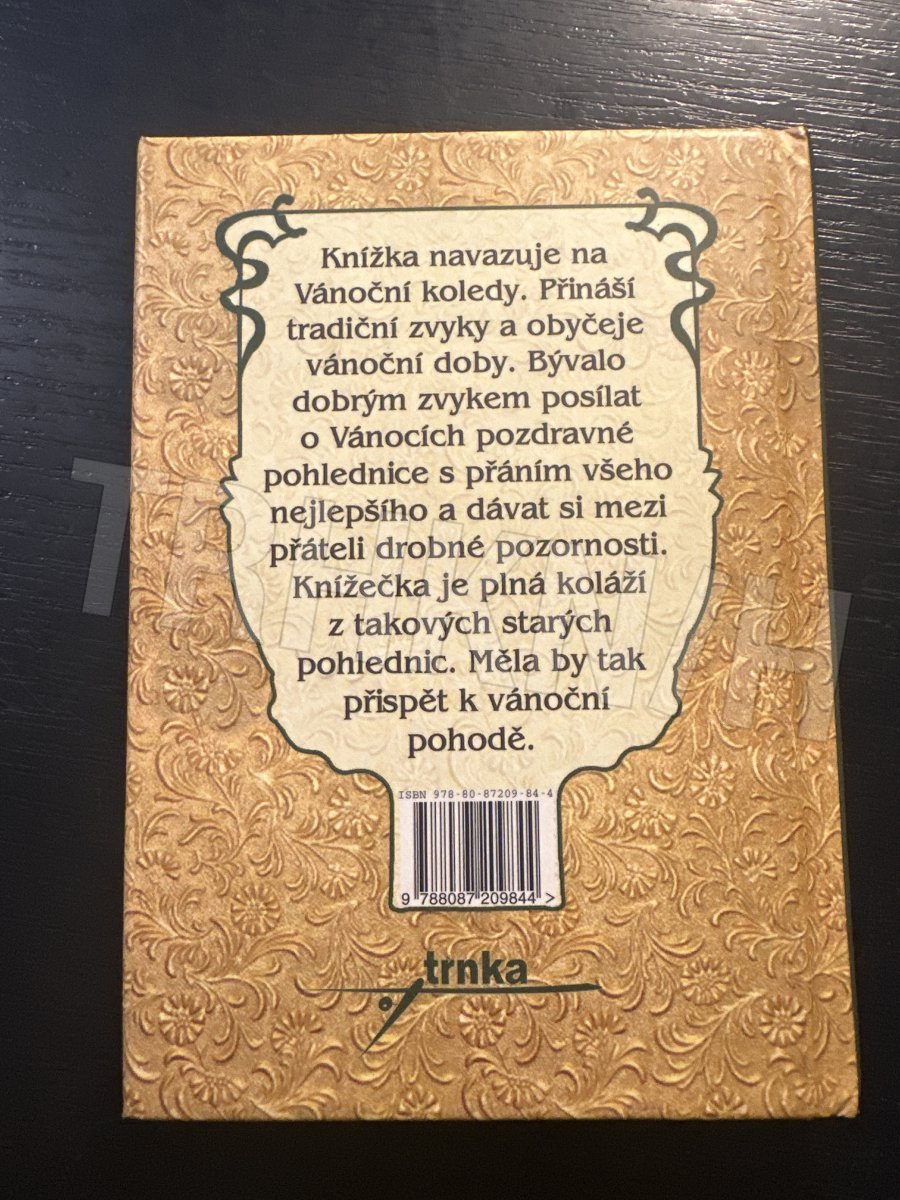 Knížka navazuje na
Vánoční koledy. Přináší
tradiční zvyky a obyčeje
vánoční doby. Bývalo
dobrým zvykem posílat
o Vánocích pozdravné
pohlednice s přáním všeho
nejlepšího a dávat si mezi
přáteli drobné pozornosti.
Knížečka je plná koláží
z takových starých
pohlednic. Měla by tak
přispět k vánoční
pohodě.
ISBN 978-80-87209-84-4
9 788087 209844 >
trnka
TRHKNIH